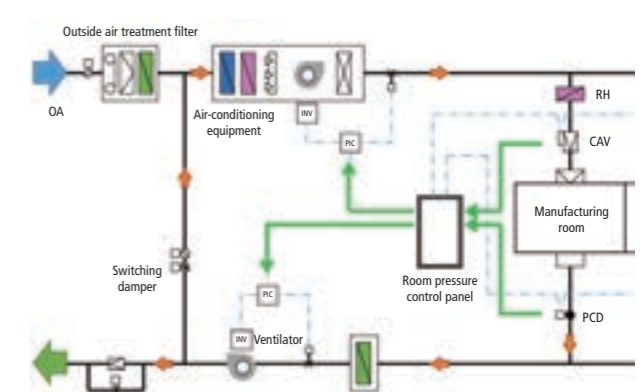 Outside air treatment filter
OA
Air-conditioning
equipment
INV
PIC
RH
CAV
Manufacturing
room
Room pressure
control panel
Switching
damper
PIC
PCD
INV
Ventilator